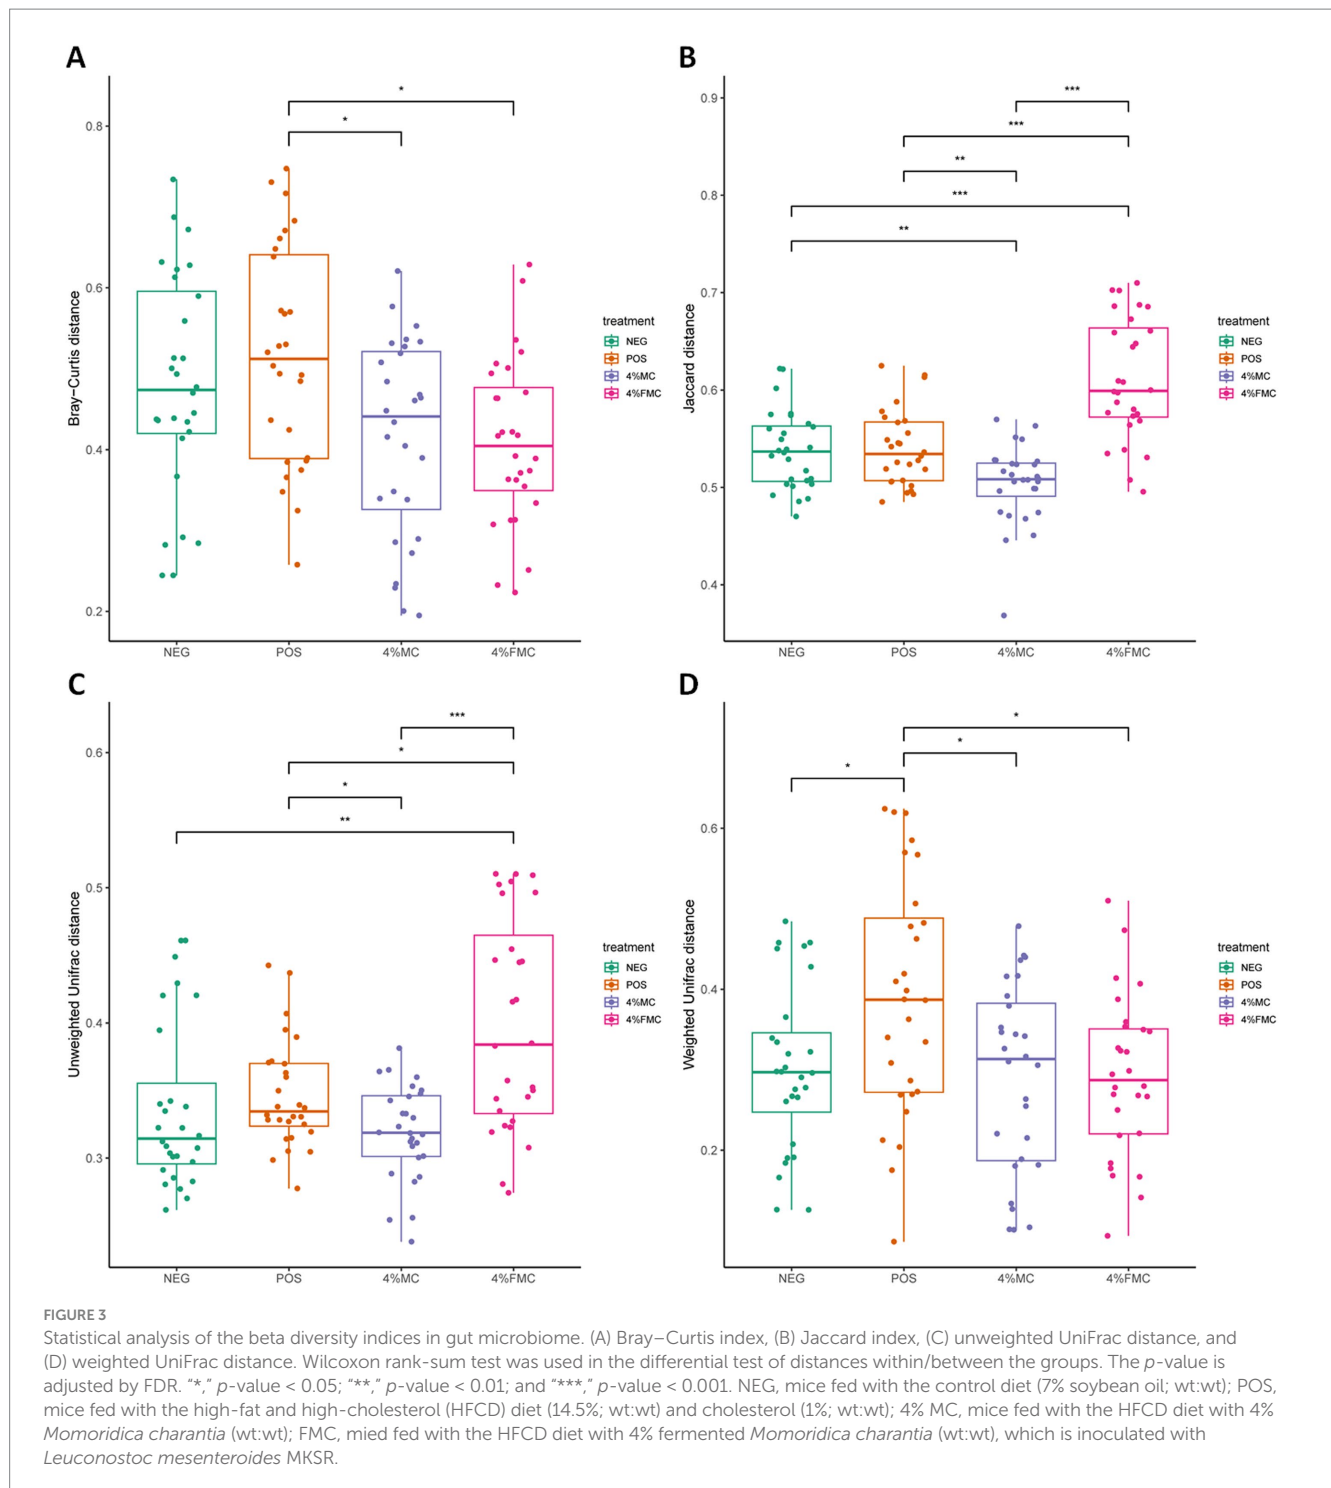 A
Bray–Curtis distance
0.8
0.6
0.4
0.2
*
*
NEG
POS
4%MC
4%FMC
treatment
NEG
POS
4%MC
4%FMC
B
Jaccard distance
0.9
0.8
0.7
0.6
0.5
0.4
***
***
**
***
**
NEG
POS
4%MC
4%FMC
treatment
NEG
POS
4%MC
4%FMC
C
Unweighted Unifrac distance
0.6
0.5
0.4
0.3
***
*
*
**
NEG
POS
4%MC
4%FMC
treatment
NEG
POS
4%MC
4%FMC
D
Weighted Unifrac distance
0.6
0.4
0.2
*
*
*
NEG
POS
4%MC
4%FMC
treatment
NEG
POS
4%MC
4%FMC
FIGURE 3
Statistical analysis of the beta diversity indices in gut microbiome. (A) Bray–Curtis index, (B) Jaccard index, (C) unweighted UniFrac distance, and
(D) weighted UniFrac distance. Wilcoxon rank-sum test was used in the differential test of distances within/between the groups. The p-value is
adjusted by FDR. “*,” p-value < 0.05; “**,” p-value < 0.01; and “***,” p-value < 0.001. NEG, mice fed with the control diet (7% soybean oil; wt:wt); POS,
mice fed with the high-fat and high-cholesterol (HFCD) diet (14.5%; wt:wt) and cholesterol (1%; wt:wt); 4% MC, mice fed with the HFCD diet with 4%
Momoridica charantia (wt:wt); FMC, mied fed with the HFCD diet with 4% fermented Momoridica charantia (wt:wt), which is inoculated with
Leuconostoc mesenteroides MKSR.